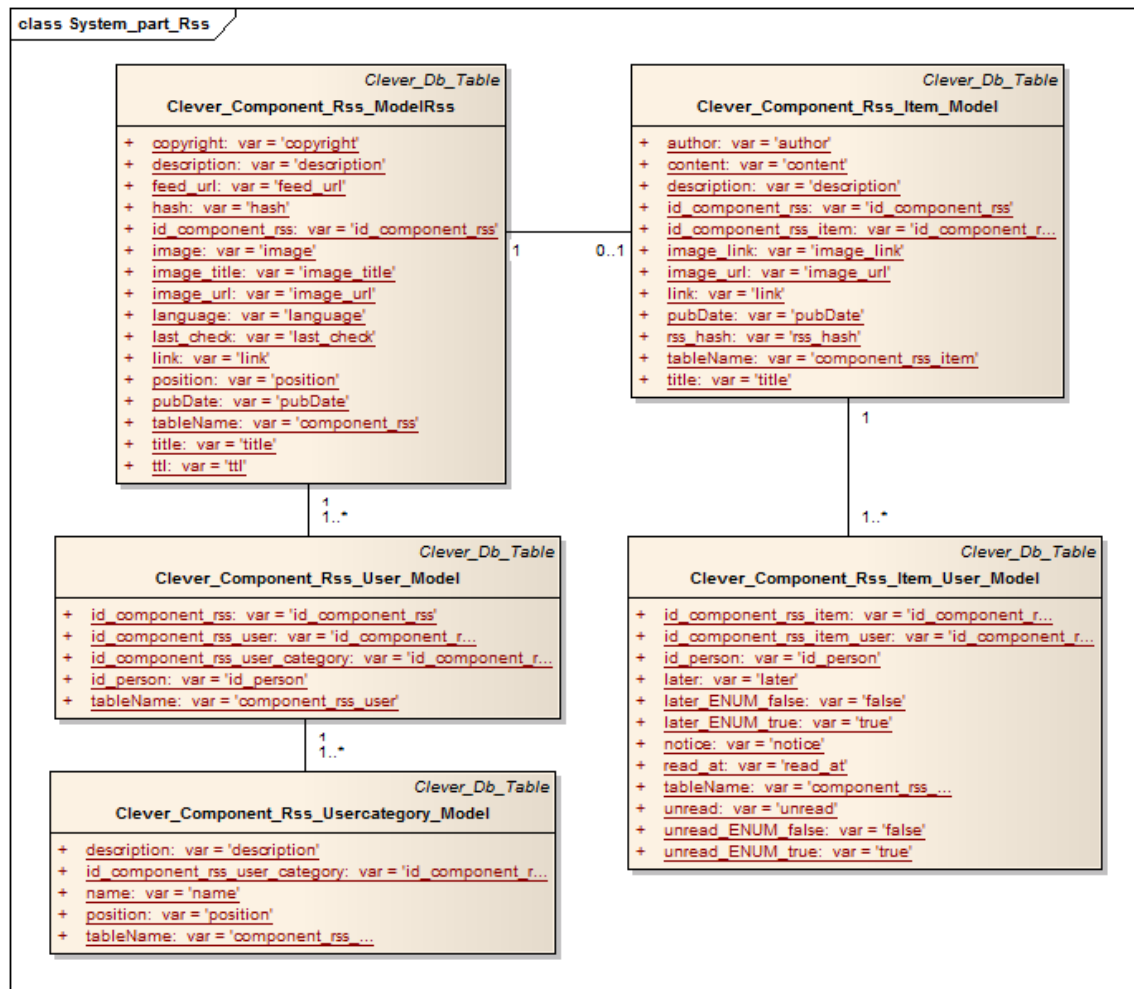 class System_part_Rss
Clever_Db_Table
Clever_Component_Rss_ModelRss
+ copyright: var = 'copyright'
+ description: var = 'description'
+ feed_url: var = 'feed_url'
+ hash: var = 'hash'
+ id_component_rss: var = 'id_component_rss'
+ image: var = 'image'
+ image_title: var = 'image_title'
+ image_url: var = 'image_url'
+ language: var = 'language'
+ last_check: var = 'last_check'
+ link: var = 'link'
+ position: var = 'position'
+ pubDate: var = 'pubDate'
+ tableName: var = 'component_rss'
+ title: var = 'title'
+ ttl: var = 'ttl'
1
0..1
Clever_Db_Table
Clever_Component_Rss_Item_Model
+ author: var = 'author'
+ content: var = 'content'
+ description: var = 'description'
+ id_component_rss: var = 'id_component_rss'
+ id_component_rss_item: var = 'id_component_r...
+ image_link: var = 'image_link'
+ image_url: var = 'image_url'
+ link: var = 'link'
+ pubDate: var = 'pubDate'
+ rss_hash: var = 'rss_hash'
+ tableName: var = 'component_rss_item'
+ title: var = 'title'
1
1..*
1
1..*
Clever_Db_Table
Clever_Component_Rss_User_Model
+ id_component_rss: var = 'id_component_rss'
+ id_component_rss_user: var = 'id_component_r...
+ id_component_rss_user_category: var = 'id_component_r...
+ id_person: var = 'id_person'
+ tableName: var = 'component_rss_user'
1
1..*
Clever_Db_Table
Clever_Component_Rss_Usercategory_Model
+ description: var = 'description'
+ id_component_rss_user_category: var = 'id_component_r...
+ name: var = 'name'
+ position: var = 'position'
+ tableName: var = 'component_rss_...
Clever_Db_Table
Clever_Component_Rss_Item_User_Model
+ id_component_rss_item: var = 'id_component_r...
+ id_component_rss_item_user: var = 'id_component_r...
+ id_person: var = 'id_person'
+ later: var = 'later'
+ later_ENUM_false: var = 'false'
+ later_ENUM_true: var = 'true'
+ notice: var = 'notice'
+ read_at: var = 'read_at'
+ tableName: var = 'component_rss_...
+ unread: var = 'unread'
+ unread_ENUM_false: var = 'false'
+ unread_ENUM_true: var = 'true'